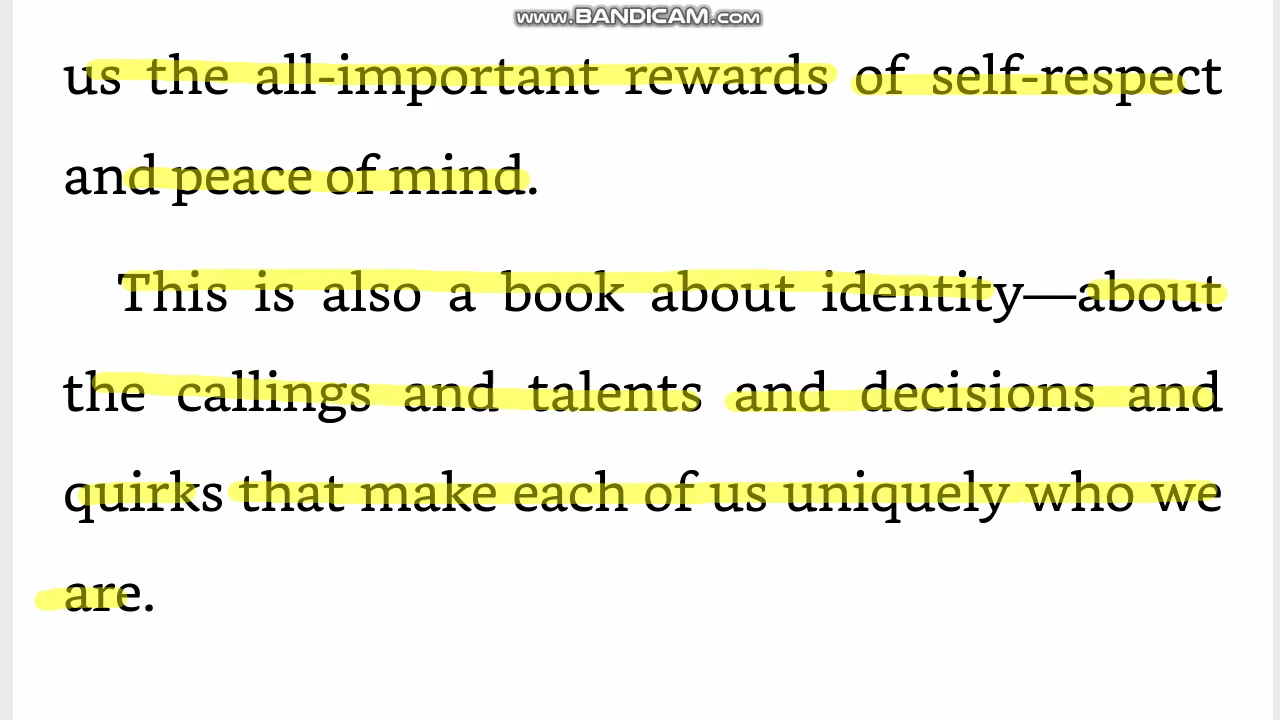 www.BANDICAM.com
us the all-important rewards of self-respect
and peace of mind.
This is also a book about identity—about
the callings and talents and decisions and
quirks that make each of us uniquely who we
are.